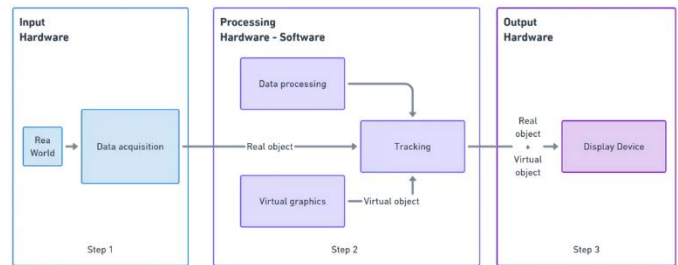 Input
Hardware
Rea
World
Data acquisition
Step 1
Processing
Hardware - Software
Data processing
Real object
Tracking
Virtual graphics
Virtual object
Step 2
Output
Hardware
Real
object
+
Virtual
object
Display Device
Step 3